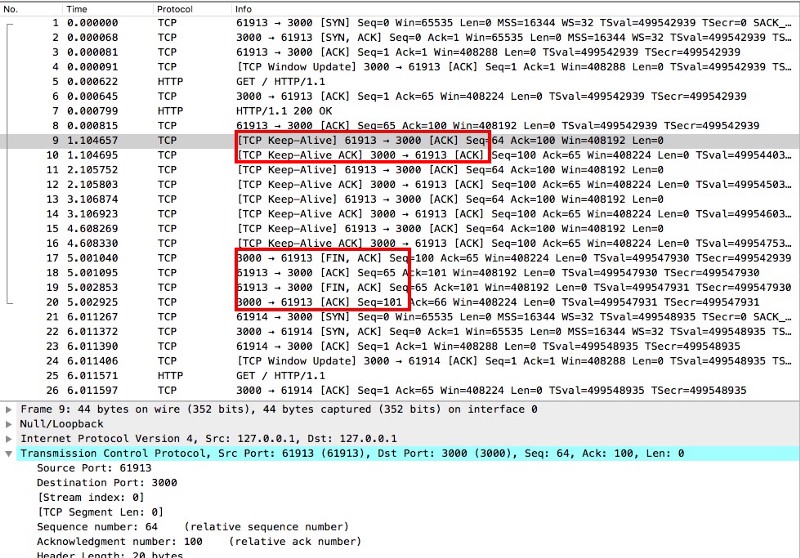 No. Time Protocol Info
1 0.000000 TCP 61913 → 3000 [SYN] Seq=0 Win=65535 Len=0 MSS=16344 WS=32 TSval=499542939 TSecr=0 SACK_…
2 0.000068 TCP 3000 → 61913 [SYN, ACK] Seq=0 Ack=1 Win=65535 Len=0 MSS=16344 WS=32 TSval=499542939 TS…
3 0.000081 TCP 61913 → 3000 [ACK] Seq=1 Ack=1 Win=408288 Len=0 TSval=499542939 TSecr=499542939
4 0.000091 TCP [TCP Window Update] 3000 → 61913 [ACK] Seq=1 Ack=1 Win=408288 Len=0 TSval=499542939 TS…
5 0.000622 HTTP GET / HTTP/1.1
6 0.000645 TCP 3000 → 61913 [ACK] Seq=1 Ack=65 Win=408224 Len=0 TSval=499542939 TSecr=499542939
7 0.000799 HTTP HTTP/1.1 200 OK
8 0.000815 TCP 61913 → 3000 [ACK] Seq=65 Ack=100 Win=408192 Len=0 TSval=499542939 TSecr=499542939
9 1.104657 TCP [TCP Keep-Alive] 61913 → 3000 [ACK] Seq=64 Ack=100 Win=408192 Len=0
10 1.104695 TCP [TCP Keep-Alive ACK] 3000 → 61913 [ACK] Seq=100 Ack=65 Win=408224 Len=0 TSval=49954403…
11 2.105752 TCP [TCP Keep-Alive] 61913 → 3000 [ACK] Seq=64 Ack=100 Win=408192 Len=0
12 2.105803 TCP [TCP Keep-Alive ACK] 3000 → 61913 [ACK] Seq=100 Ack=65 Win=408224 Len=0 TSval=49954503…
13 3.106874 TCP [TCP Keep-Alive] 61913 → 3000 [ACK] Seq=64 Ack=100 Win=408192 Len=0
14 3.106923 TCP [TCP Keep-Alive ACK] 3000 → 61913 [ACK] Seq=100 Ack=65 Win=408224 Len=0 TSval=49954603…
15 4.608269 TCP [TCP Keep-Alive] 61913 → 3000 [ACK] Seq=64 Ack=100 Win=408192 Len=0
16 4.608330 TCP [TCP Keep-Alive ACK] 3000 → 61913 [ACK] Seq=100 Ack=65 Win=408224 Len=0 TSval=49954753…
17 5.001040 TCP 3000 → 61913 [FIN, ACK] Seq=100 Ack=65 Win=408224 Len=0 TSval=499547930 TSecr=499542939
18 5.001095 TCP 61913 → 3000 [ACK] Seq=65 Ack=101 Win=408192 Len=0 TSval=499547930 TSecr=499547930
19 5.002853 TCP 61913 → 3000 [FIN, ACK] Seq=65 Ack=101 Win=408192 Len=0 TSval=499547931 TSecr=499547930
20 5.002925 TCP 3000 → 61913 [ACK] Seq=101 Ack=66 Win=408224 Len=0 TSval=499547931 TSecr=499547931
21 6.011267 TCP 61914 → 3000 [SYN] Seq=0 Win=65535 Len=0 MSS=16344 WS=32 TSval=499548935 TSecr=0 SACK_…
22 6.011372 TCP 3000 → 61914 [SYN, ACK] Seq=0 Ack=1 Win=65535 Len=0 MSS=16344 WS=32 TSval=499548935 TS…
23 6.011390 TCP 61914 → 3000 [ACK] Seq=1 Ack=1 Win=408288 Len=0 TSval=499548935 TSecr=499548935
24 6.011406 TCP [TCP Window Update] 3000 → 61914 [ACK] Seq=1 Ack=1 Win=408288 Len=0 TSval=499548935 TS…
25 6.011571 HTTP GET / HTTP/1.1
26 6.011597 TCP 3000 → 61914 [ACK] Seq=1 Ack=65 Win=408224 Len=0 TSval=499548935 TSecr=499548935
Frame 9: 44 bytes on wire (352 bits), 44 bytes captured (352 bits) on interface 0
Null/Loopback
Internet Protocol Version 4, Src: 127.0.0.1, Dst: 127.0.0.1
Transmission Control Protocol, Src Port: 61913 (61913), Dst Port: 3000 (3000), Seq: 64, Ack: 100, Len: 0
Source Port: 61913
Destination Port: 3000
[Stream index: 0]
[TCP Segment Len: 0]
Sequence number: 64 (relative sequence number)
Acknowledgment number: 100 (relative ack number)
Header Length: 20 bytes